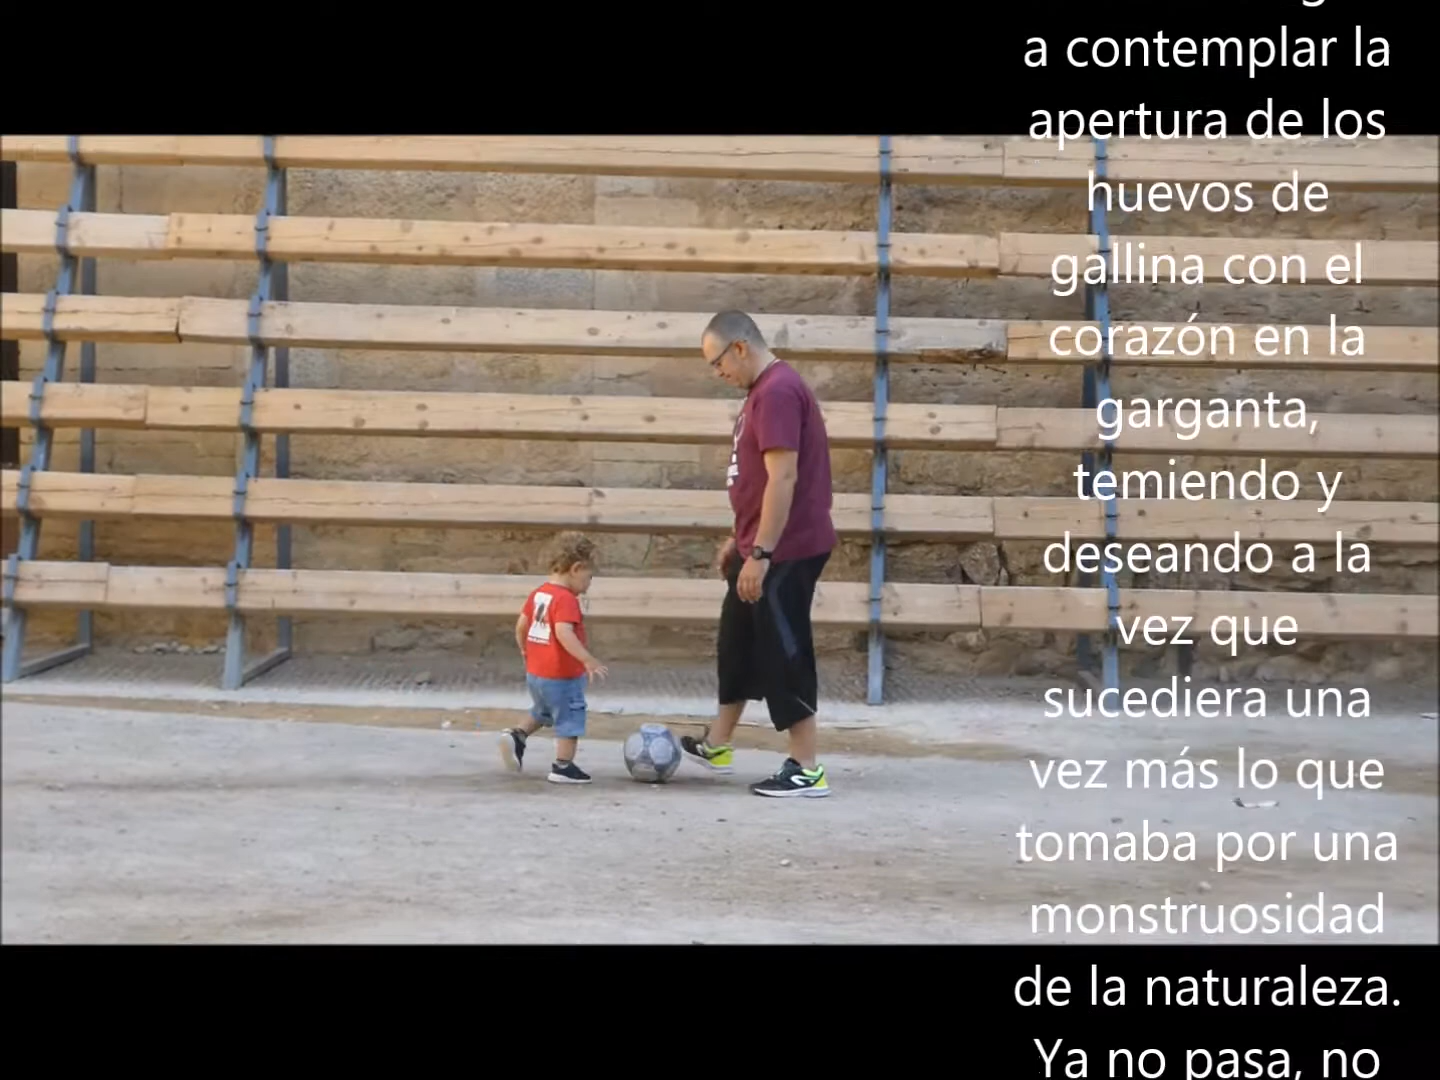 a contemplar la
apertura de los
huevos de
gallina con el
corazón en la
garganta,
temiendo y
deseando a la
vez que
sucediera una
vez más lo que
tomaba por una
monstruosidad
de la naturaleza.
Ya no pasa, no